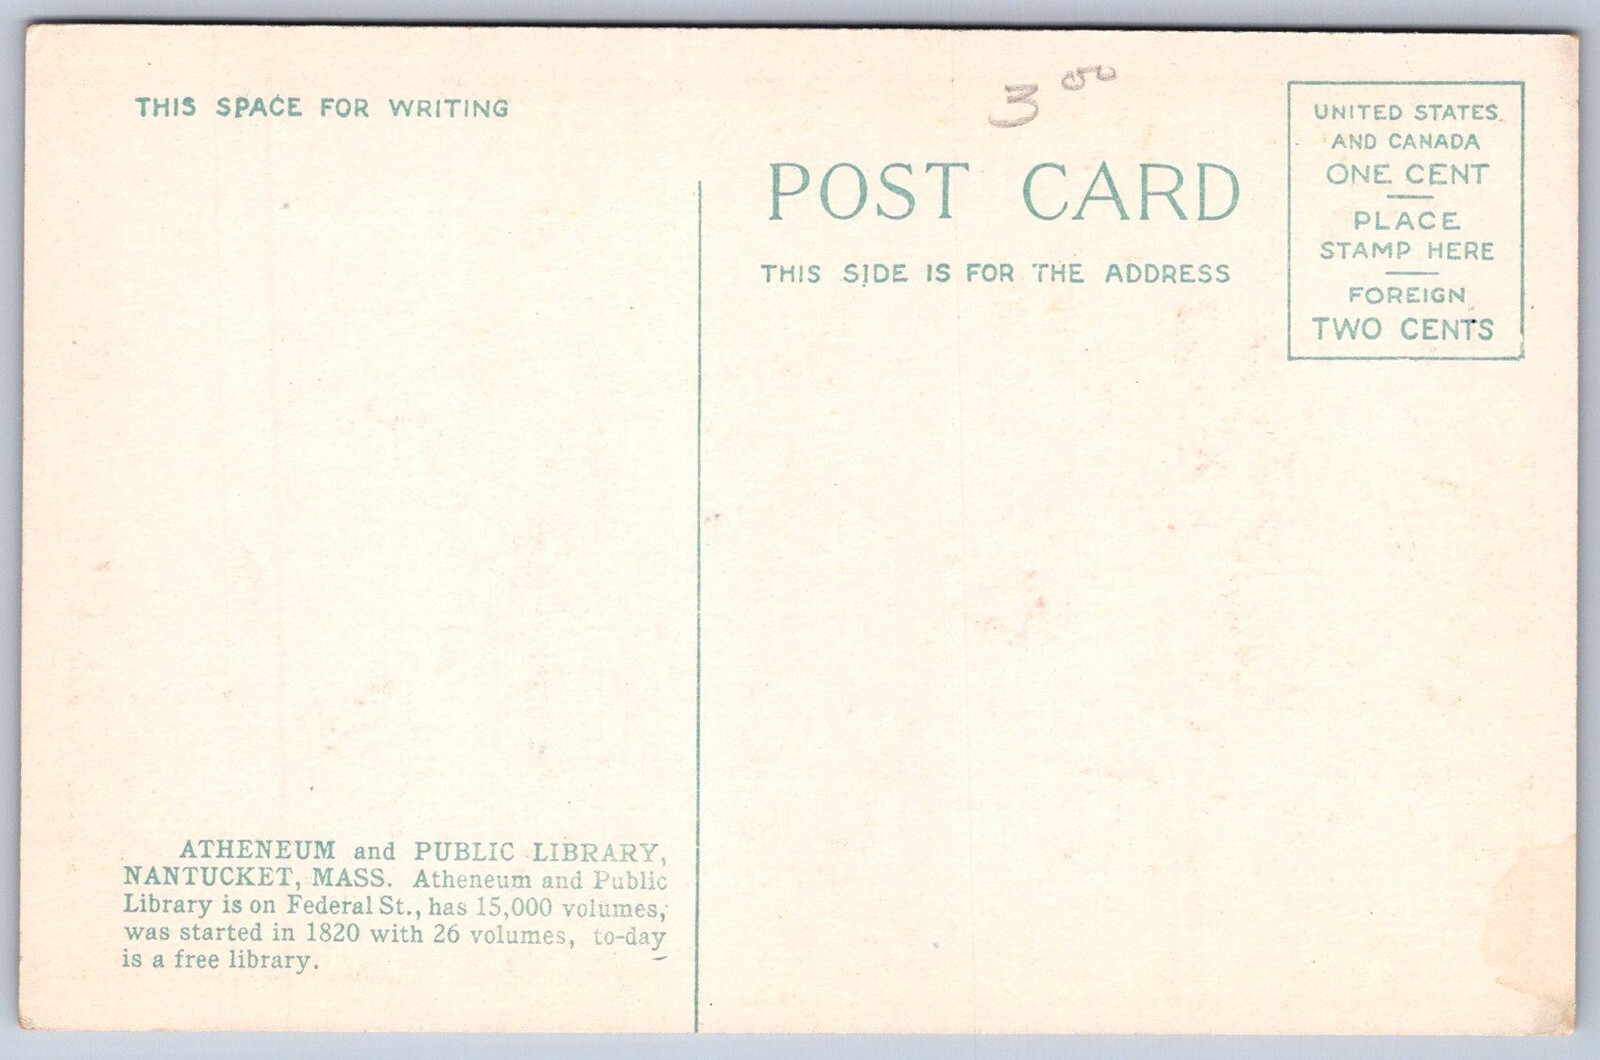 THIS SPACE FOR WRITING
3 00
POST CARD
THIS SIDE IS FOR THE ADDRESS
UNITED STATES
AND CANADA
ONE CENT
PLACE
STAMP HERE
FOREIGN
TWO CENTS
ATHENEUM and PUBLIC LIBRARY,
NANTUCKET, MASS. Atheneum and Public
Library is on Federal St., has 15,000 volumes,
was started in 1820 with 26 volumes, to-day
is a free library.